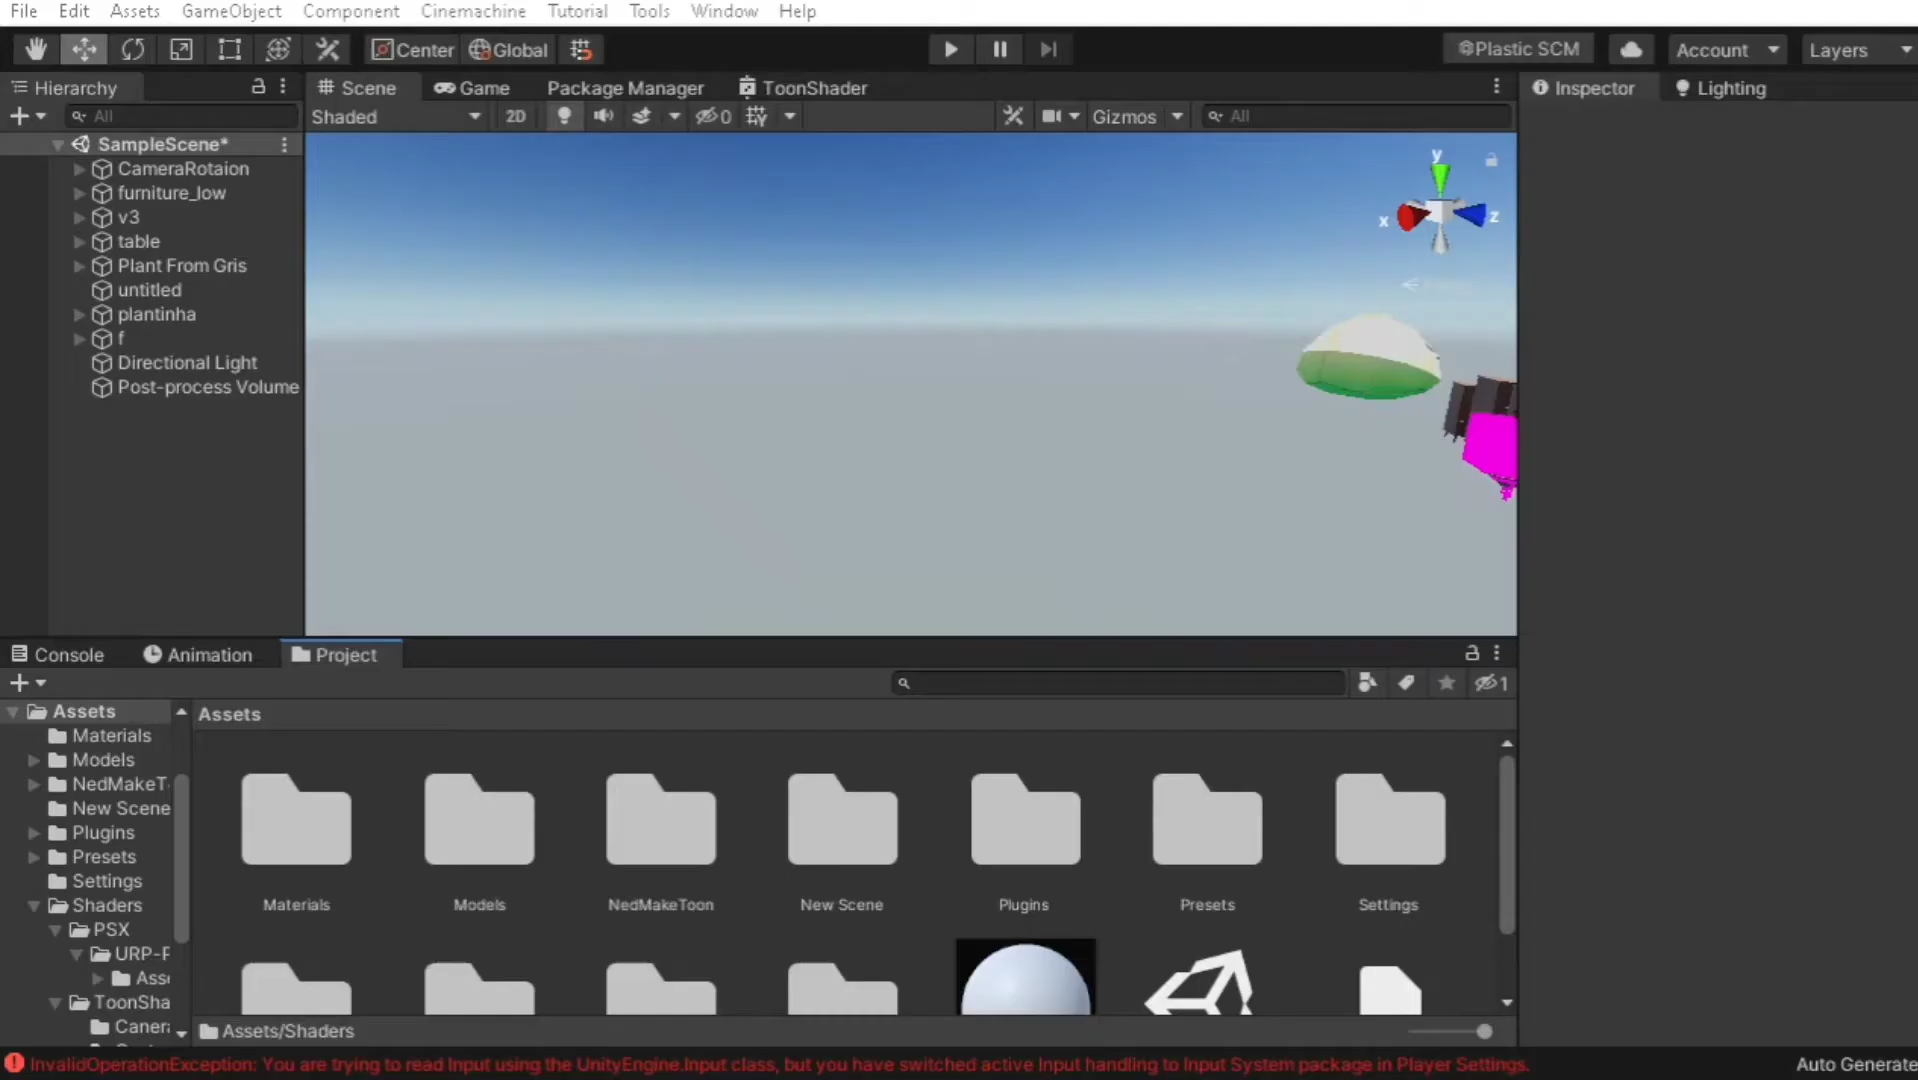 File Edit Assets GameObject Component Cinemachine Tutorial Tools Window Help
Center Global Plastic SCM Account Layers
Hierarchy Scene Game Package Manager ToonShader Inspector Lighting
All Shaded 2D 0 Gizmos All
SampleScene*
CameraRotaion
furniture_low
v3
table
Plant From Gris
untitled
plantinha
f
Directional Light
Post-process Volume
y
x z
Console Animation Project
1
Assets Assets
Materials
Models
NedMakeT
New Scene
Plugins
Presets
Settings
Shaders
PSX
URP-F
Asse
ToonSha
Camera
Materials Models NedMakeToon New Scene Plugins Presets Settings
Assets/Shaders
InvalidOperationException: You are trying to read Input using the UnityEngine.Input class, but you have switched active Input handling to Input System package in Player Settings.
Auto Generate